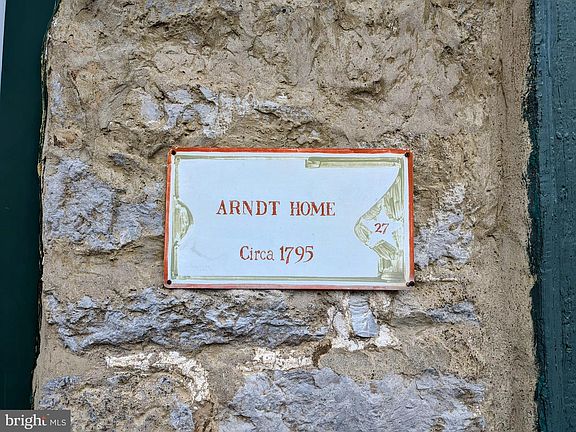 ARNDT HOME
27
Circa 1795
bright MLS